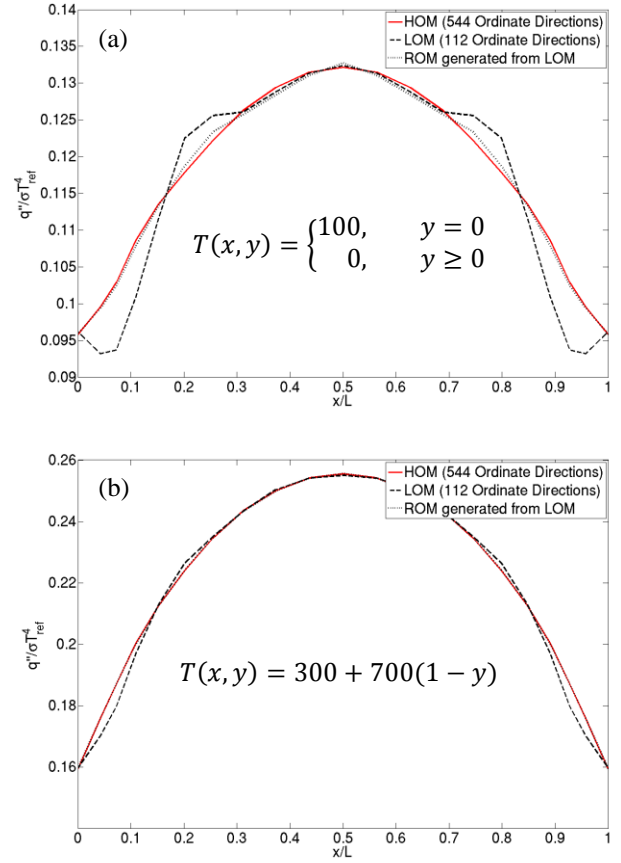 0.14
(a)
HOM (544 Ordinate Directions)
LOM (112 Ordinate Directions)
ROM generated from LOM
0.135
0.13
0.125
0.12
0.115
0.11
0.105
0.1
0.095
0.09
q"/σT⁴ref
T(x, y) = {100, y = 0
0, y ≥ 0
0 0.1 0.2 0.3 0.4 0.5 0.6 0.7 0.8 0.9 1
x/L
0.26
(b)
HOM (544 Ordinate Directions)
LOM (112 Ordinate Directions)
ROM generated from LOM
0.24
0.22
0.2
0.18
0.16
q"/σT⁴ref
T(x, y) = 300 + 700(1 − y)
0 0.1 0.2 0.3 0.4 0.5 0.6 0.7 0.8 0.9 1
x/L